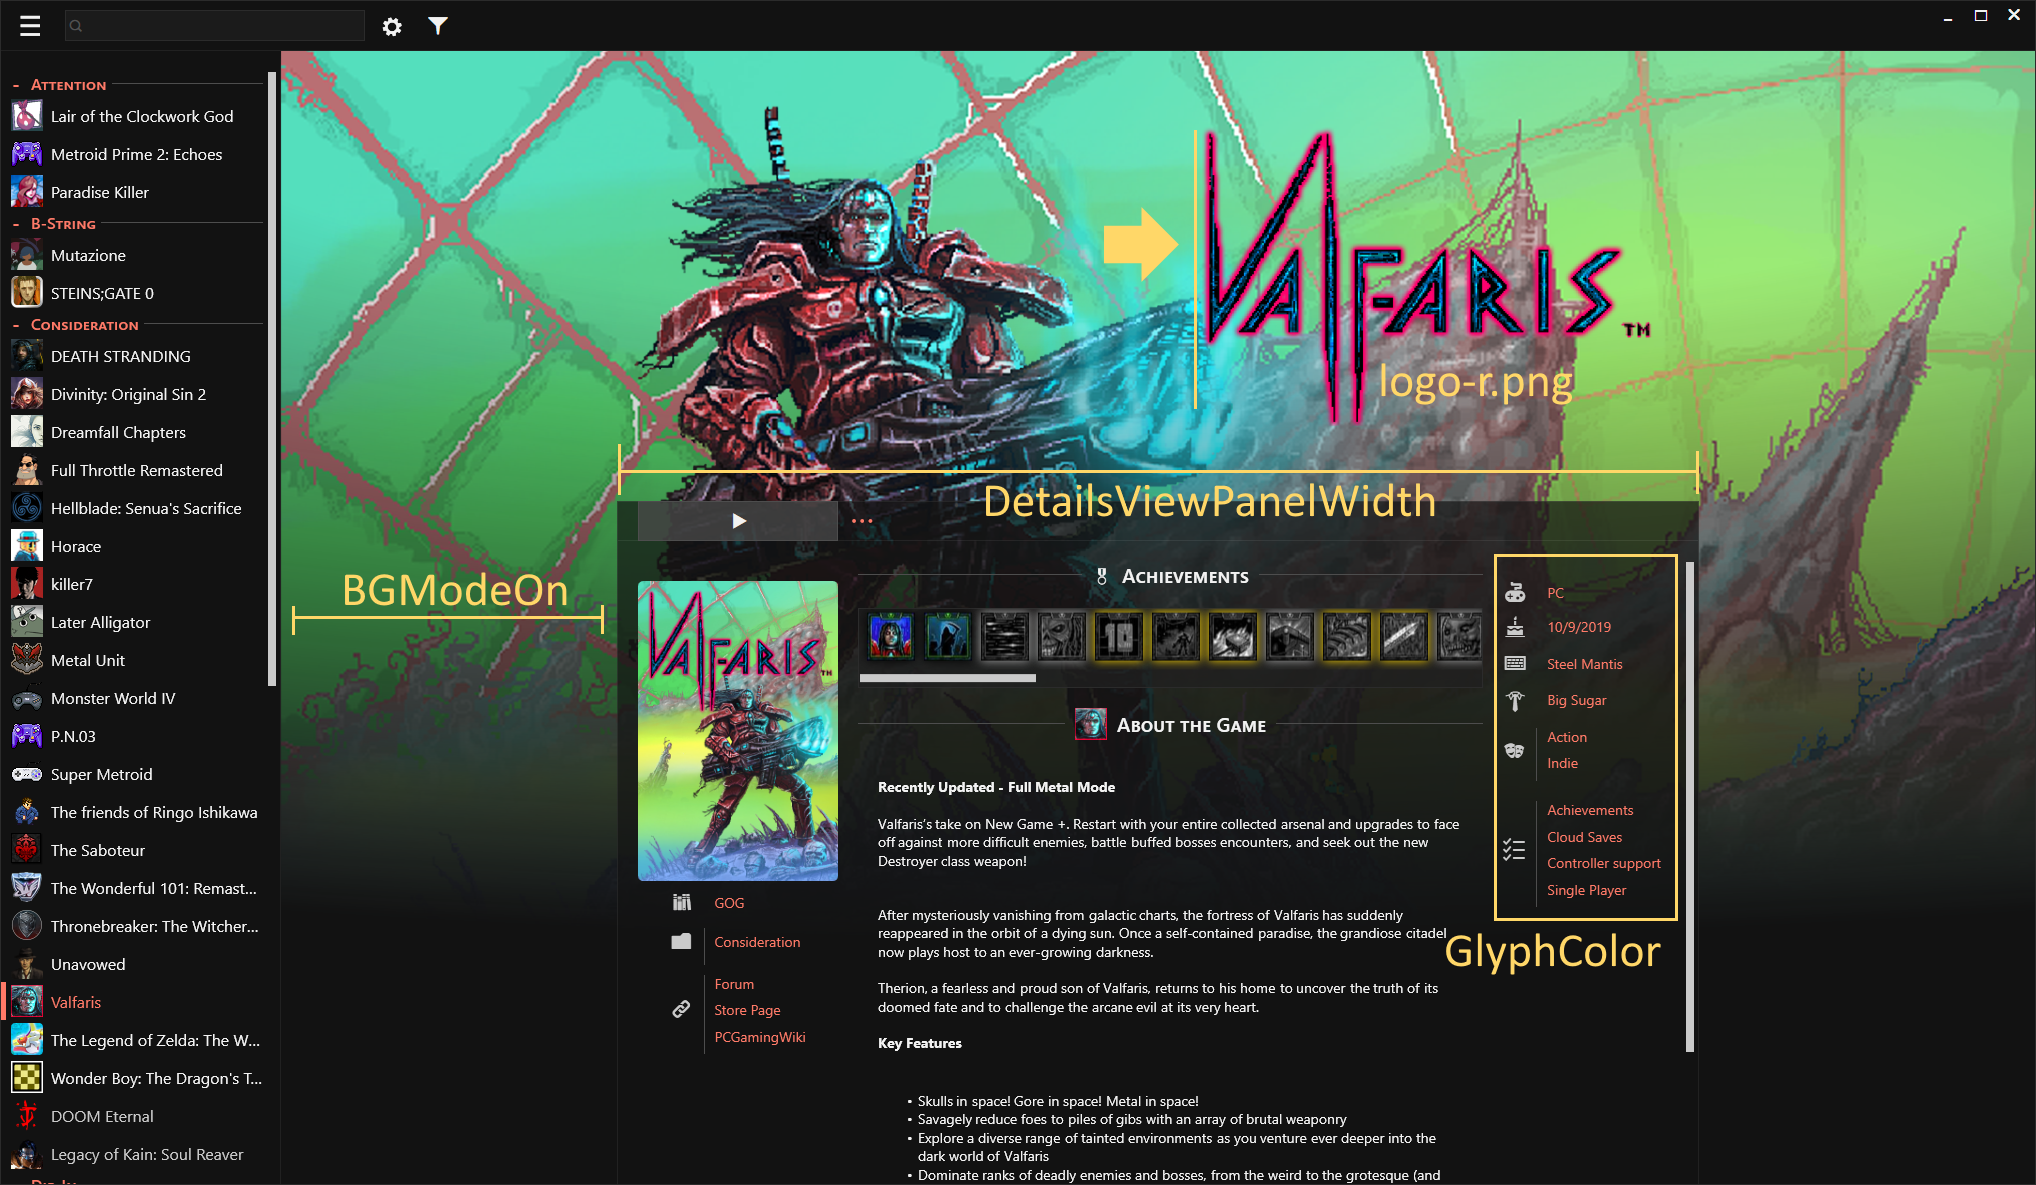 - ATTENTION
Lair of the Clockwork God
Metroid Prime 2: Echoes
Paradise Killer
- B-STRING
Mutazione
STEINS;GATE 0
- CONSIDERATION
DEATH STRANDING
Divinity: Original Sin 2
Dreamfall Chapters
Full Throttle Remastered
Hellblade: Senua's Sacrifice
Horace
killer7
Later Alligator
Metal Unit
Monster World IV
P.N.03
Super Metroid
The friends of Ringo Ishikawa
The Saboteur
The Wonderful 101: Remast...
Thronebreaker: The Witcher...
Unavowed
Valfaris
The Legend of Zelda: The W...
Wonder Boy: The Dragon's T...
DOOM Eternal
Legacy of Kain: Soul Reaver
VALFARIS TM
logo-r.png
DetailsViewPanelWidth
BGModeOn
VALFARIS TM
GOG
Consideration
Forum
Store Page
PCGamingWiki
ACHIEVEMENTS
10
ABOUT THE GAME
Recently Updated - Full Metal Mode
Valfaris's take on New Game +. Restart with your entire collected arsenal and upgrades to face
off against more difficult enemies, battle buffed bosses encounters, and seek out the new
Destroyer class weapon!
After mysteriously vanishing from galactic charts, the fortress of Valfaris has suddenly
reappeared in the orbit of a dying sun. Once a self-contained paradise, the grandiose citadel
now plays host to an ever-growing darkness.
Therion, a fearless and proud son of Valfaris, returns to his home to uncover the truth of its
doomed fate and to challenge the arcane evil at its very heart.
Key Features
• Skulls in space! Gore in space! Metal in space!
• Savagely reduce foes to piles of gibs with an array of brutal weaponry
• Explore a diverse range of tainted environments as you venture ever deeper into the
dark world of Valfaris
• Dominate ranks of deadly enemies and bosses, from the weird to the grotesque (and
PC
10/9/2019
Steel Mantis
Big Sugar
Action
Indie
Achievements
Cloud Saves
Controller support
Single Player
GlyphColor